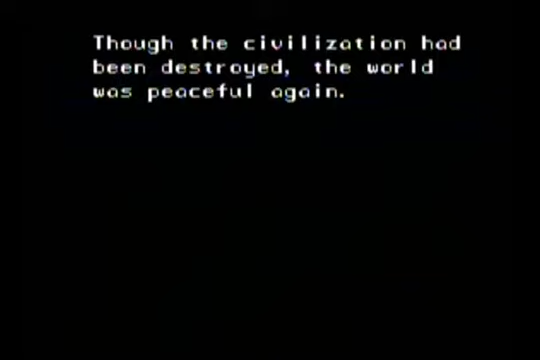 Though the civilization had
been destroyed, the world
was peaceful again.